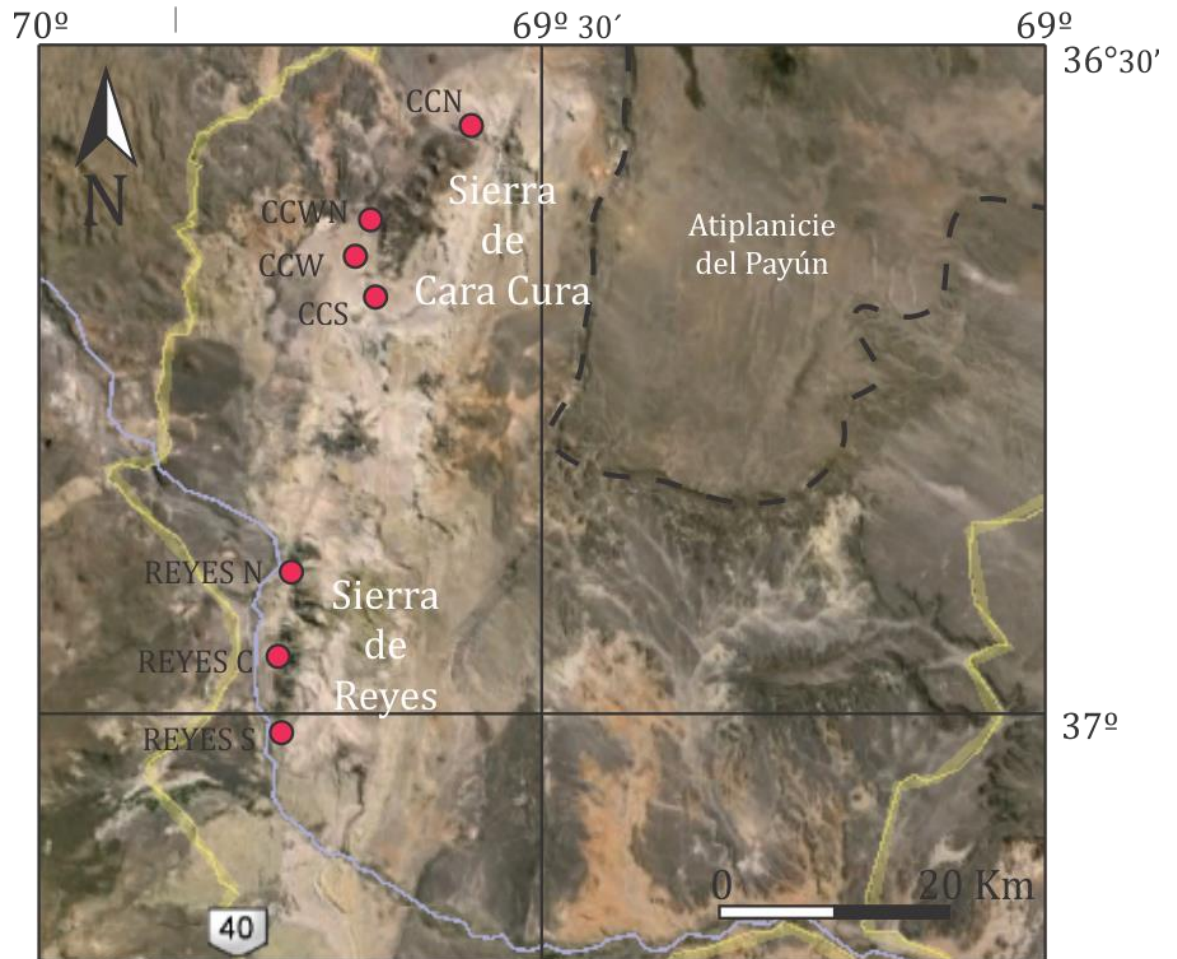 70º
69º 30′
69º
36°30’
N
CCN
Sierra
de
Cara Cura
CCWN
CCW
CCS
Atiplanicie
del Payún
REYES N
REYES C
REYES S
Sierra
de
Reyes
37º
0 20 Km
40